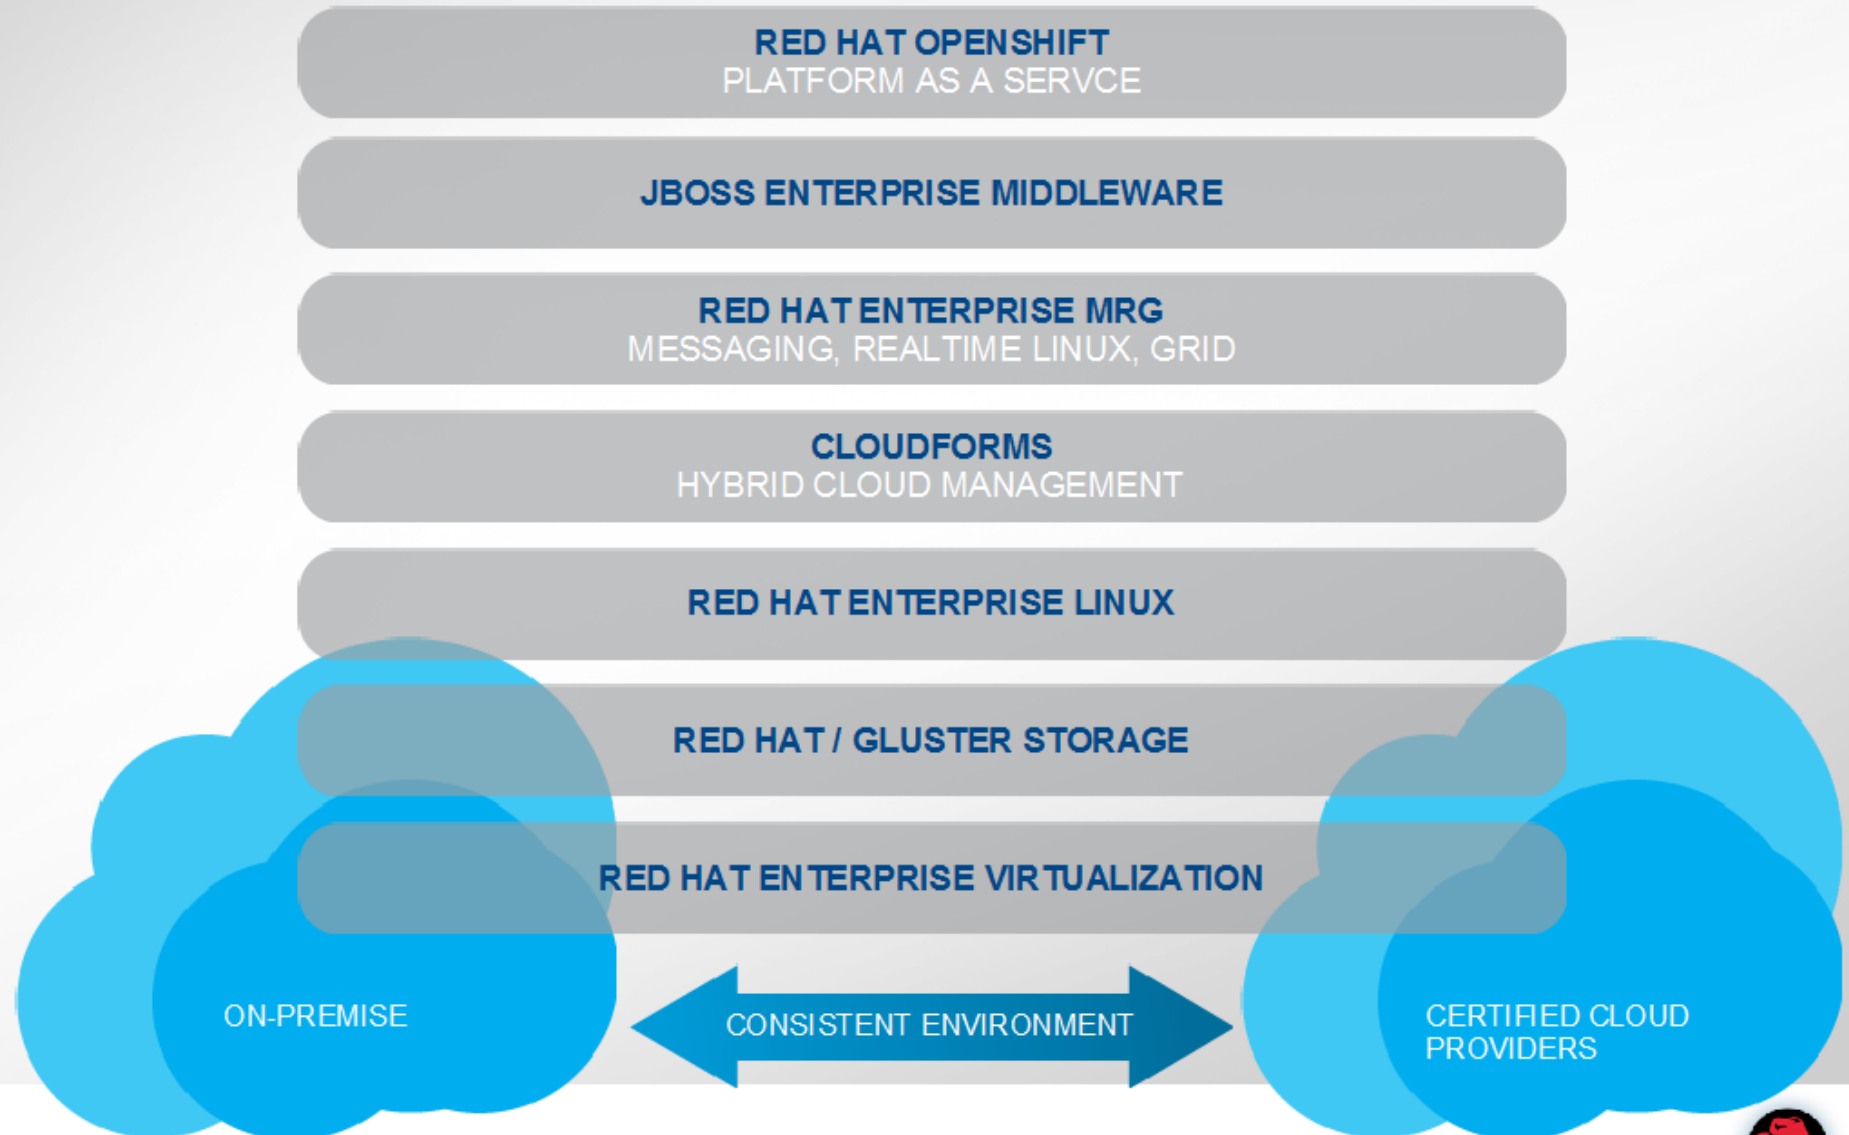 RED HAT OPENSHIFT
PLATFORM AS A SERVCE
JBOSS ENTERPRISE MIDDLEWARE
RED HAT ENTERPRISE MRG
MESSAGING, REALTIME LINUX, GRID
CLOUDFORMS
HYBRID CLOUD MANAGEMENT
RED HAT ENTERPRISE LINUX
RED HAT / GLUSTER STORAGE
RED HAT ENTERPRISE VIRTUALIZATION
ON-PREMISE
CONSISTENT ENVIRONMENT
CERTIFIED CLOUD
PROVIDERS